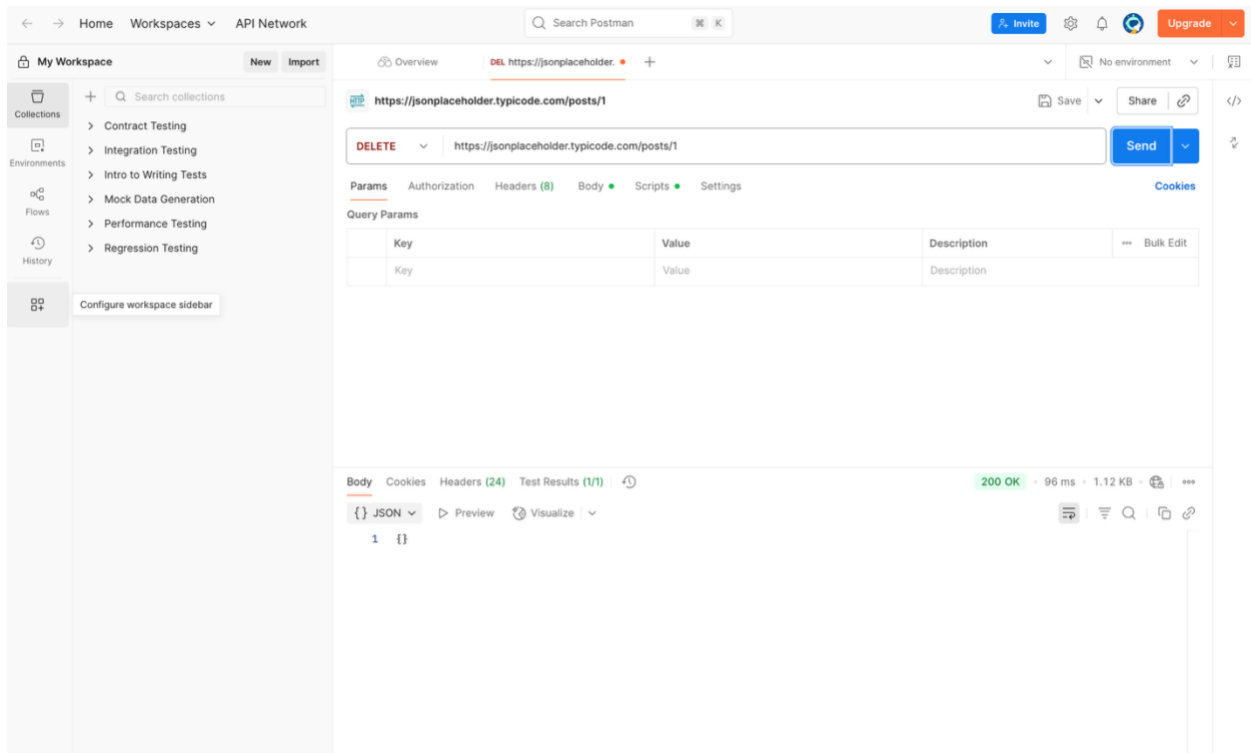 Home Workspaces API Network Search Postman ⌘ K Invite Upgrade
My Workspace New Import Overview DEL https://jsonplaceholder. No environment
Collections
Environments
Flows
History
Search collections
Contract Testing
Integration Testing
Intro to Writing Tests
Mock Data Generation
Performance Testing
Regression Testing
Configure workspace sidebar
HTTP https://jsonplaceholder.typicode.com/posts/1 Save Share
DELETE https://jsonplaceholder.typicode.com/posts/1 Send
Params Authorization Headers (8) Body Scripts Settings Cookies
Query Params
Key Value Description Bulk Edit
Key Value Description
Body Cookies Headers (24) Test Results (1/1) 200 OK 96 ms 1.12 KB
{} JSON Preview Visualize
1 {}